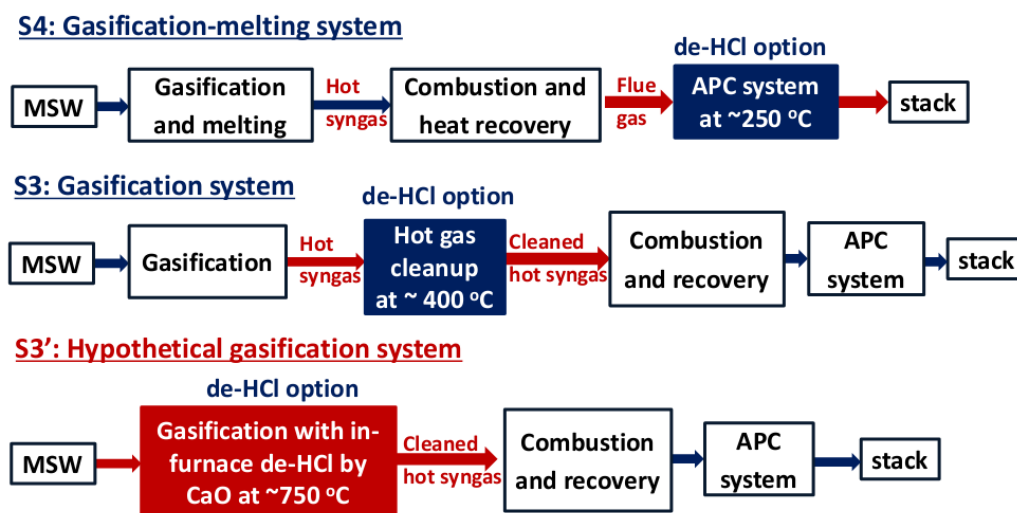 S4: Gasification-melting system
de-HCl option
MSW
Gasification
and melting
Hot
syngas
Combustion and
heat recovery
Flue
gas
APC system
at ~250 °C
stack
S3: Gasification system
de-HCl option
MSW
Gasification
Hot
syngas
Hot gas
cleanup
at ~ 400 °C
Cleaned
hot syngas
Combustion
and recovery
APC
system
stack
S3’: Hypothetical gasification system
de-HCl option
MSW
Gasification with in-
furnace de-HCl by
CaO at ~750 °C
Cleaned
hot syngas
Combustion
and recovery
APC
system
stack